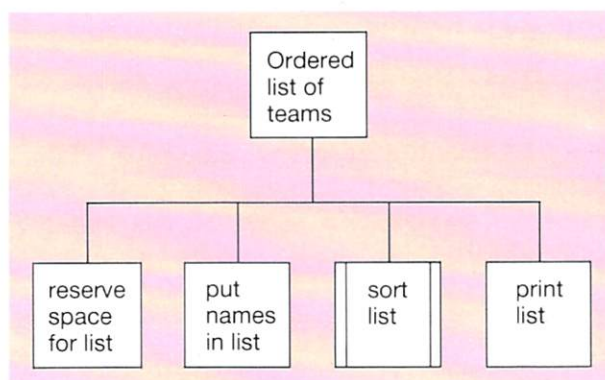 Ordered
list of
teams
reserve
space
for list
put
names
in list
sort
list
print
list